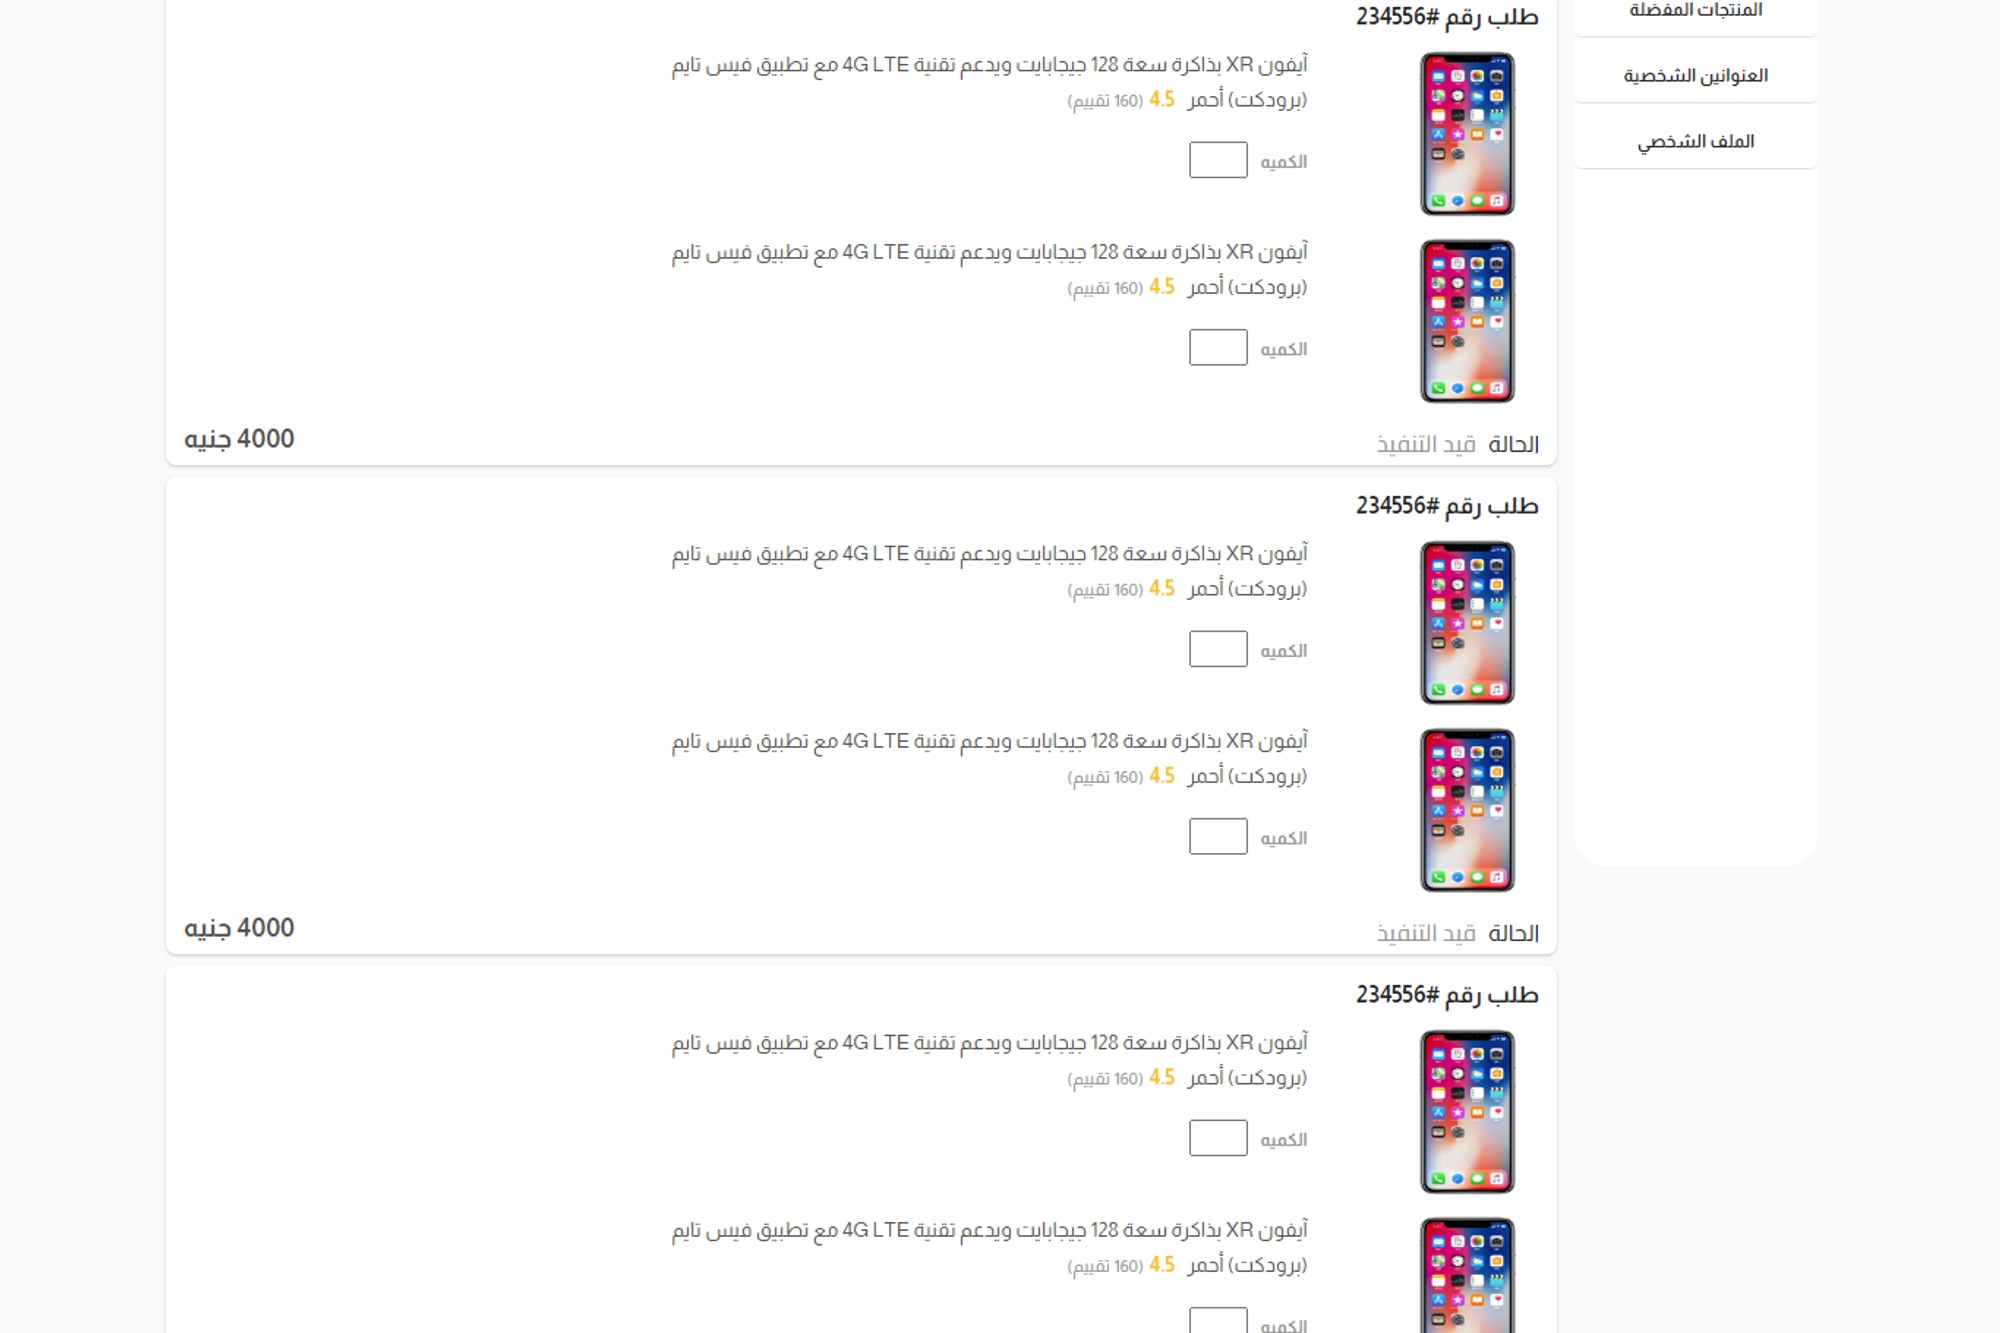 المنتجات المفضلة
العنوانين الشخصية
الملف الشخصي
طلب رقم #234556
آيفون XR بذاكرة سعة 128 جيجابايت ويدعم تقنية 4G LTE مع تطبيق فيس تايم
(برودكت) أحمر 4.5 (160 تقييم)
الكميه
آيفون XR بذاكرة سعة 128 جيجابايت ويدعم تقنية 4G LTE مع تطبيق فيس تايم
(برودكت) أحمر 4.5 (160 تقييم)
الكميه
الحالة قيد التنفيذ
4000 جنيه
طلب رقم #234556
آيفون XR بذاكرة سعة 128 جيجابايت ويدعم تقنية 4G LTE مع تطبيق فيس تايم
(برودكت) أحمر 4.5 (160 تقييم)
الكميه
آيفون XR بذاكرة سعة 128 جيجابايت ويدعم تقنية 4G LTE مع تطبيق فيس تايم
(برودكت) أحمر 4.5 (160 تقييم)
الكميه
الحالة قيد التنفيذ
4000 جنيه
طلب رقم #234556
آيفون XR بذاكرة سعة 128 جيجابايت ويدعم تقنية 4G LTE مع تطبيق فيس تايم
(برودكت) أحمر 4.5 (160 تقييم)
الكميه
آيفون XR بذاكرة سعة 128 جيجابايت ويدعم تقنية 4G LTE مع تطبيق فيس تايم
(برودكت) أحمر 4.5 (160 تقييم)
الكميه